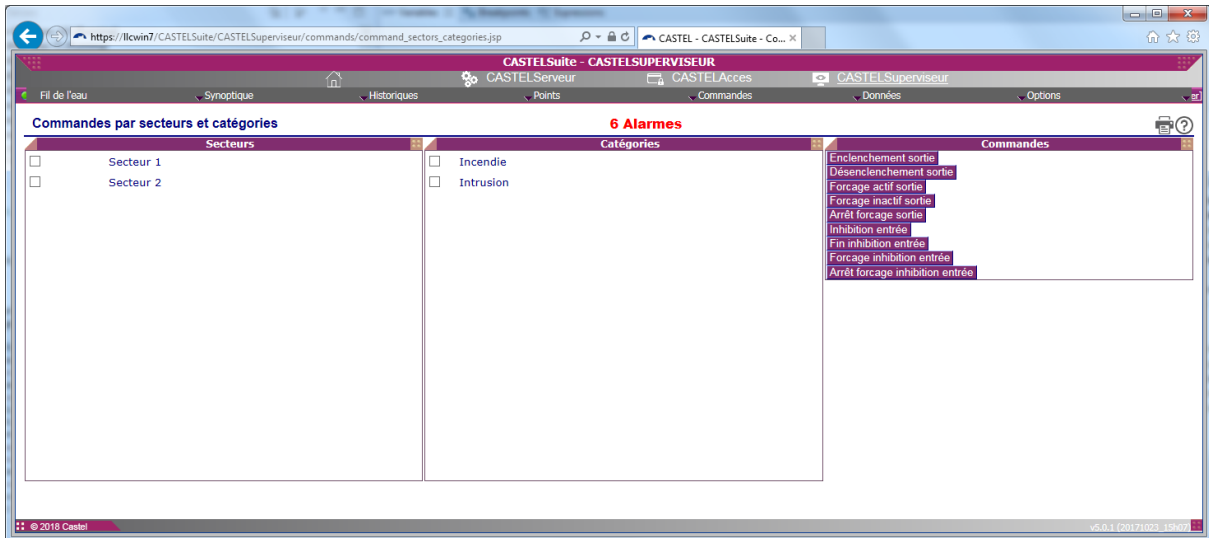 https://llcwin7/CASTELSuite/CASTELSuperviseur/commands/command_sectors_categories.jsp
CASTEL - CASTELSuite - Co...
CASTELSuite - CASTELSUPERVISEUR
CASTELServeur CASTELAcces CASTELSuperviseur
Fil de l'eau Synoptique Historiques Points Commandes Données Options er
Commandes par secteurs et catégories 6 Alarmes
Secteurs Catégories Commandes
Secteur 1 Incendie Enclenchement sortie
Désenclenchement sortie
Secteur 2 Intrusion Forcage actif sortie
Forcage inactif sortie
Arrêt forcage sortie
Inhibition entrée
Fin inhibition entrée
Forcage inhibition entrée
Arrêt forcage inhibition entrée
© 2018 Castel v5.0.1 (20171023_15h07)